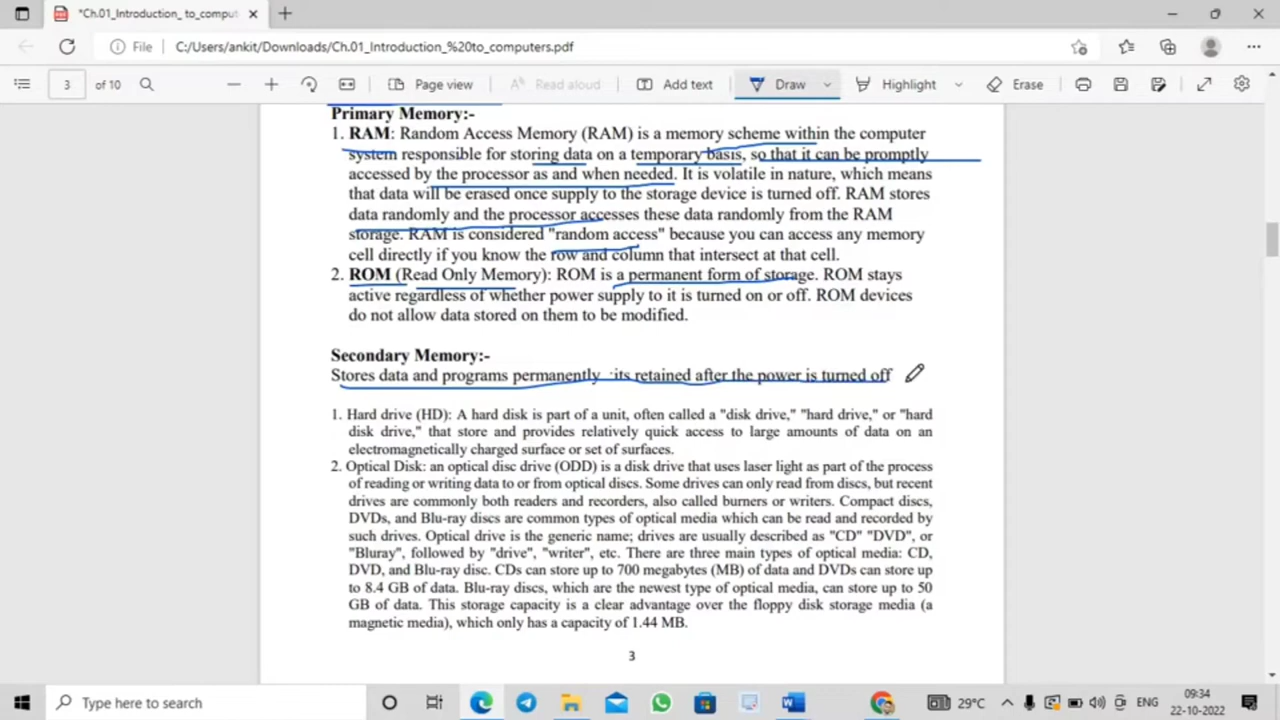 *Ch.01_Introduction_ to_comput
File C:/Users/ankit/Downloads/Ch.01_Introduction_%20to_computers.pdf
3 of 10 Page view Read aloud Add text Draw Highlight Erase
Primary Memory:-
1. RAM: Random Access Memory (RAM) is a memory scheme within the computer
system responsible for storing data on a temporary basis, so that it can be promptly
accessed by the processor as and when needed. It is volatile in nature, which means
that data will be erased once supply to the storage device is turned off. RAM stores
data randomly and the processor accesses these data randomly from the RAM
storage. RAM is considered "random access" because you can access any memory
cell directly if you know the row and column that intersect at that cell.
2. ROM (Read Only Memory): ROM is a permanent form of storage. ROM stays
active regardless of whether power supply to it is turned on or off. ROM devices
do not allow data stored on them to be modified.
Secondary Memory:-
Stores data and programs permanently :its retained after the power is turned off
1. Hard drive (HD): A hard disk is part of a unit, often called a "disk drive," "hard drive," or "hard
disk drive," that store and provides relatively quick access to large amounts of data on an
electromagnetically charged surface or set of surfaces.
2. Optical Disk: an optical disc drive (ODD) is a disk drive that uses laser light as part of the process
of reading or writing data to or from optical discs. Some drives can only read from discs, but recent
drives are commonly both readers and recorders, also called burners or writers. Compact discs,
DVDs, and Blu-ray discs are common types of optical media which can be read and recorded by
such drives. Optical drive is the generic name; drives are usually described as "CD" "DVD", or
"Bluray", followed by "drive", "writer", etc. There are three main types of optical media: CD,
DVD, and Blu-ray disc. CDs can store up to 700 megabytes (MB) of data and DVDs can store up
to 8.4 GB of data. Blu-ray discs, which are the newest type of optical media, can store up to 50
GB of data. This storage capacity is a clear advantage over the floppy disk storage media (a
magnetic media), which only has a capacity of 1.44 MB.
3
Type here to search
29°C
ENG
09:34
22-10-2022